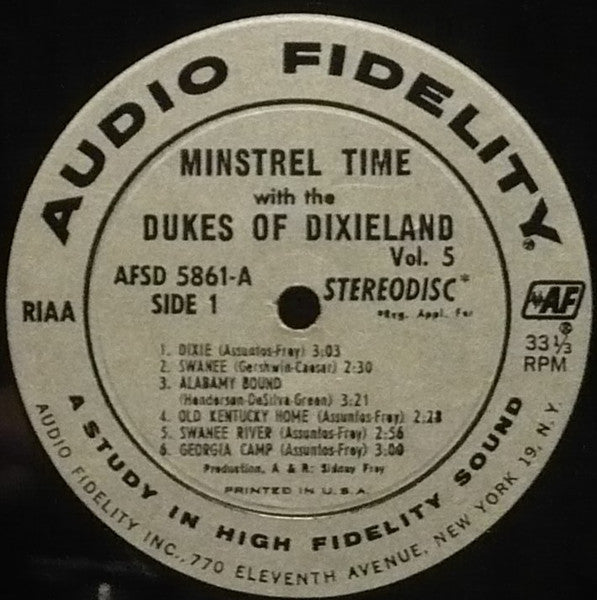 AUDIO FIDELITY®
MINSTREL TIME
with the
DUKES OF DIXIELAND
Vol. 5
AFSD 5861-A
SIDE 1
STEREODISC*
*Reg. Appl. For
RIAA
AF
®
33 1/3
RPM
1. DIXIE (Assuntos-Frey) 3:03
2. SWANEE (Gershwin-Caesar) 2:30
3. ALABAMY BOUND
(Henderson-DeSilva-Green) 3:21
4. OLD KENTUCKY HOME (Assuntos-Frey) 2:28
5. SWANEE RIVER (Assuntos-Frey) 2:56
6. GEORGIA CAMP (Assuntos-Frey) 3:00
Production, A & R: Sidney Frey
PRINTED IN U.S.A.
A STUDY IN HIGH FIDELITY SOUND
AUDIO FIDELITY INC., 770 ELEVENTH AVENUE, NEW YORK 19, N.Y.